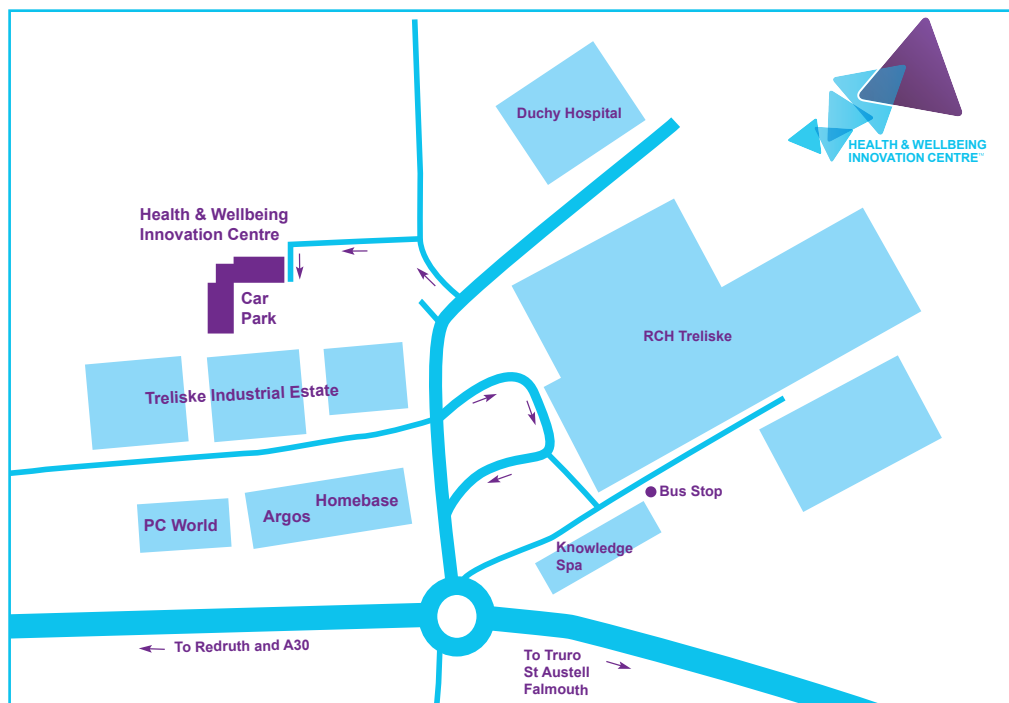 Duchy Hospital
HEALTH & WELLBEING
INNOVATION CENTRE™
Health & Wellbeing
Innovation Centre
Car
Park
RCH Treliske
Treliske Industrial Estate
Homebase
Argos
PC World
Bus Stop
Knowledge
Spa
To Redruth and A30
To Truro
St Austell
Falmouth